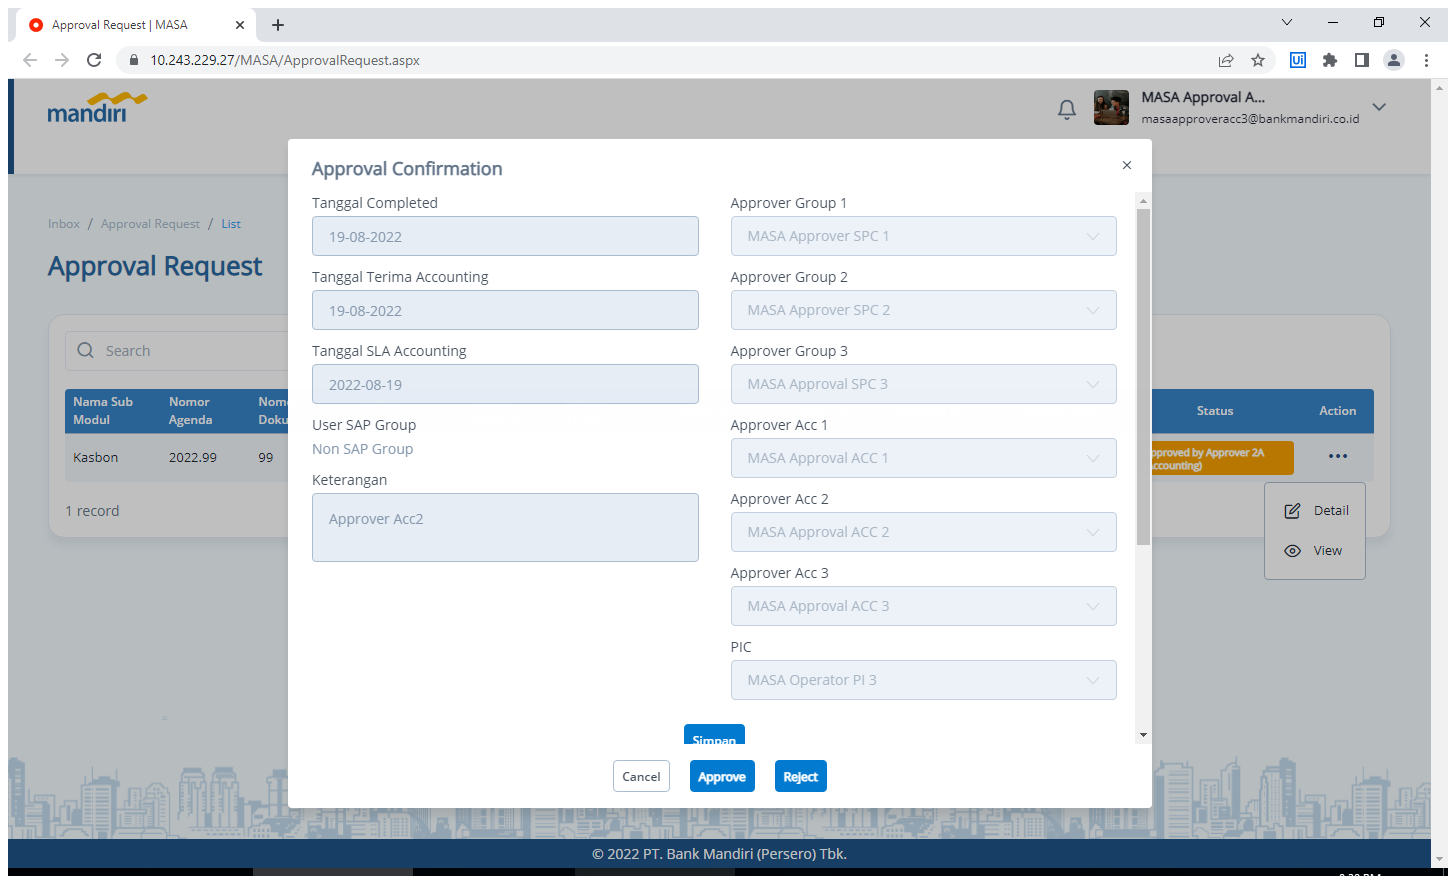 Approval Request | MASA
10.243.229.27/MASA/ApprovalRequest.aspx
Ui
mandiri
MASA Approval A...
masaapproveracc3@bankmandiri.co.id
Approval Confirmation
Inbox / Approval Request / List
Approval Request
Search
Nama Sub Modul
Nomor Agenda
Status
Action
Kasbon
2022.99
99
pproved by Approver 2A
ccounting)
1 record
Detail
View
Tanggal Completed
19-08-2022
Tanggal Terima Accounting
19-08-2022
Tanggal SLA Accounting
2022-08-19
User SAP Group
Non SAP Group
Keterangan
Approver Acc2
Approver Group 1
MASA Approver SPC 1
Approver Group 2
MASA Approver SPC 2
Approver Group 3
MASA Approval SPC 3
Approver Acc 1
MASA Approval ACC 1
Approver Acc 2
MASA Approval ACC 2
Approver Acc 3
MASA Approval ACC 3
PIC
MASA Operator PI 3
Simpan
Cancel
Approve
Reject
© 2022 PT. Bank Mandiri (Persero) Tbk.